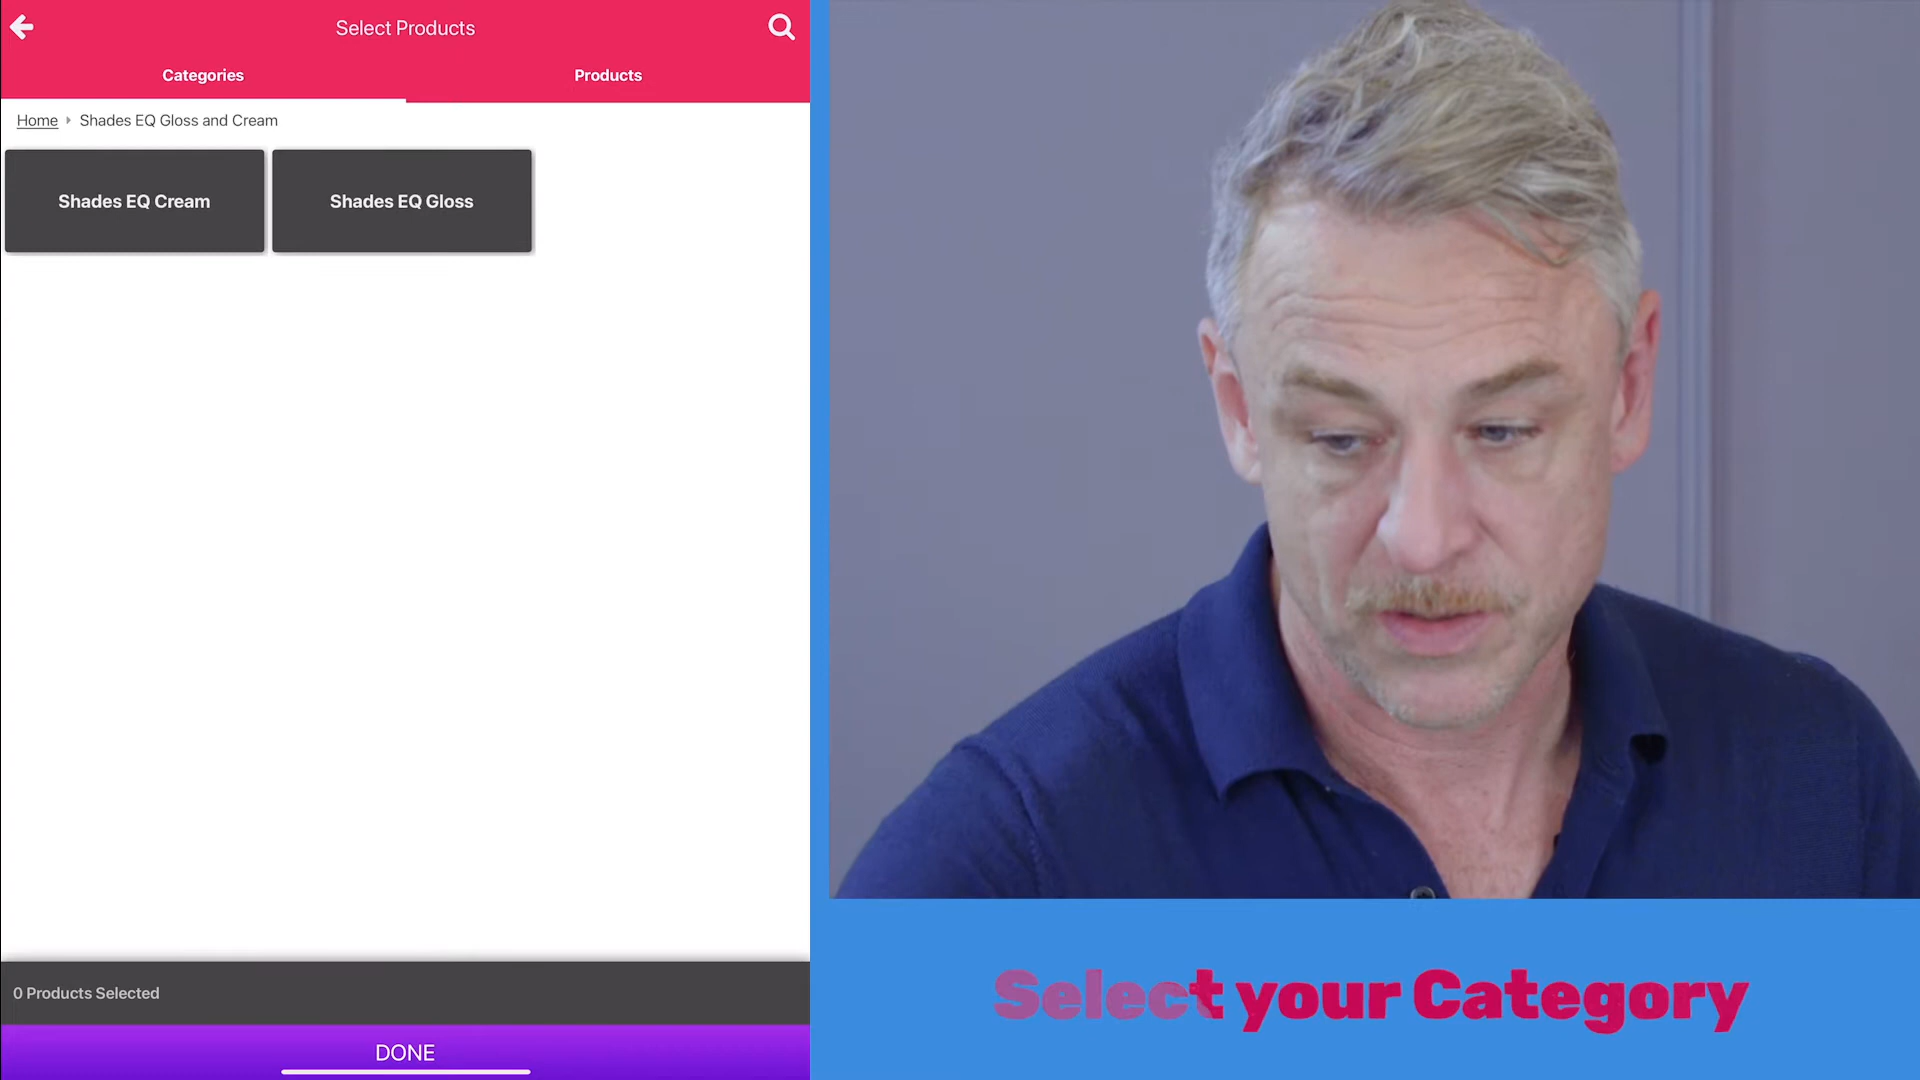 Select Products
Categories Products
Home Shades EQ Gloss and Cream
Shades EQ Cream Shades EQ Gloss
0 Products Selected
DONE
Select your Category